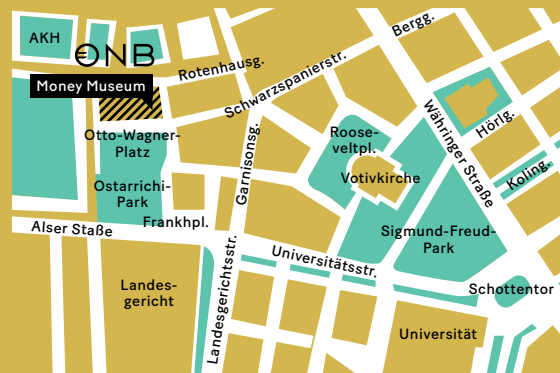 AKH
ONB
Money Museum
Rotenhausg.
Bergg.
Schwarzspanierstr.
Otto-Wagner-
Platz
Garnisonsg.
Roose-
veltpl.
Währinger Straße
Hörlg.
Koling.
Votivkirche
Ostarrichi-
Park
Frankhpl.
Alser Staße
Sigmund-Freud-
Park
Universitätsstr.
Landes-
gericht
Landesgerichtsstr.
Schottentor
Universität